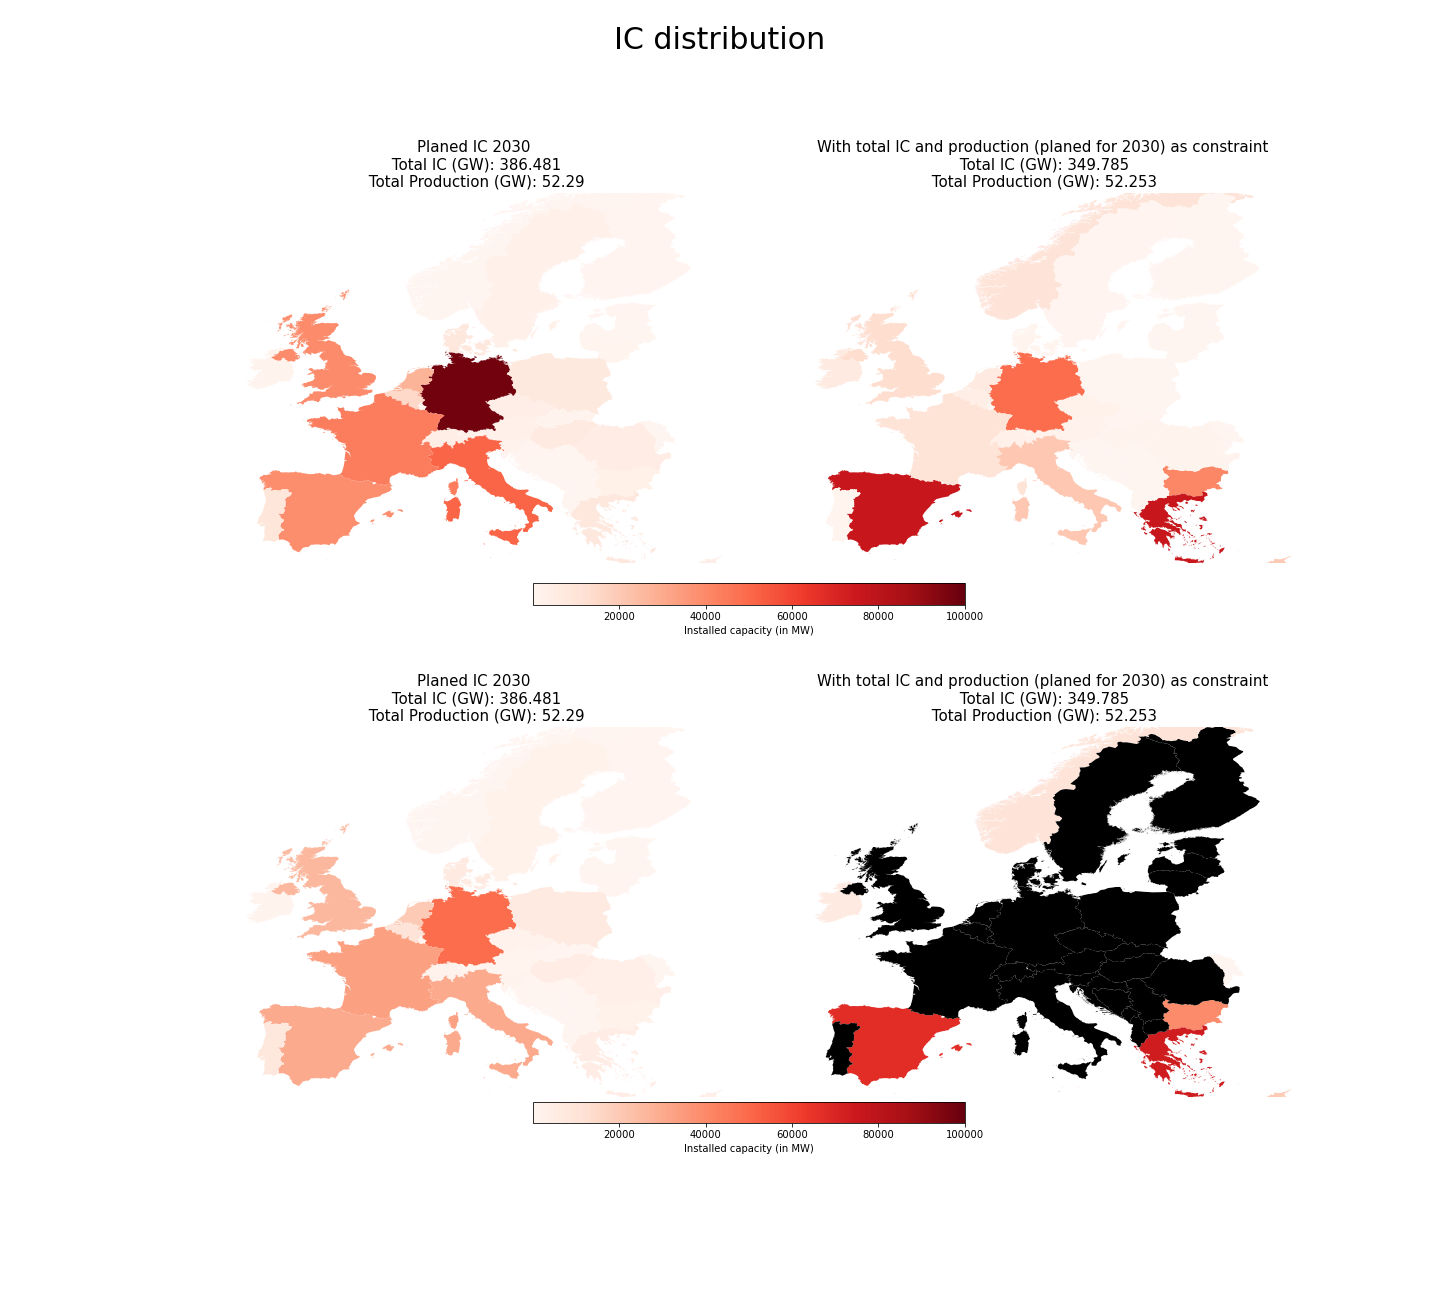 IC distribution
Planed IC 2030
Total IC (GW): 386.481
Total Production (GW): 52.29
With total IC and production (planed for 2030) as constraint
Total IC (GW): 349.785
Total Production (GW): 52.253
20000 40000 60000 80000 100000
Installed capacity (in MW)
Planed IC 2030
Total IC (GW): 386.481
Total Production (GW): 52.29
With total IC and production (planed for 2030) as constraint
Total IC (GW): 349.785
Total Production (GW): 52.253
20000 40000 60000 80000 100000
Installed capacity (in MW)